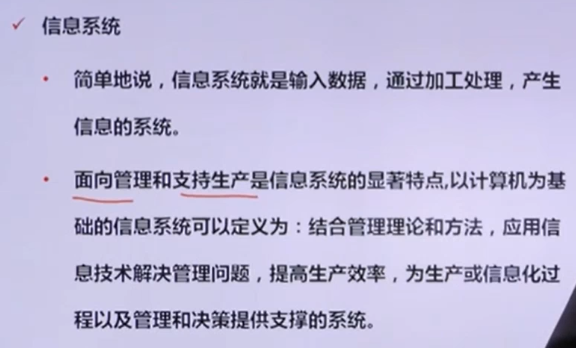 ✓ 信息系统
• 简单地说，信息系统就是输入数据，通过加工处理，产生
信息的系统。
• 面向管理和支持生产是信息系统的显著特点,以计算机为基
础的信息系统可以定义为：结合管理理论和方法，应用信
息技术解决管理问题，提高生产效率，为生产或信息化过
程以及管理和决策提供支撑的系统。